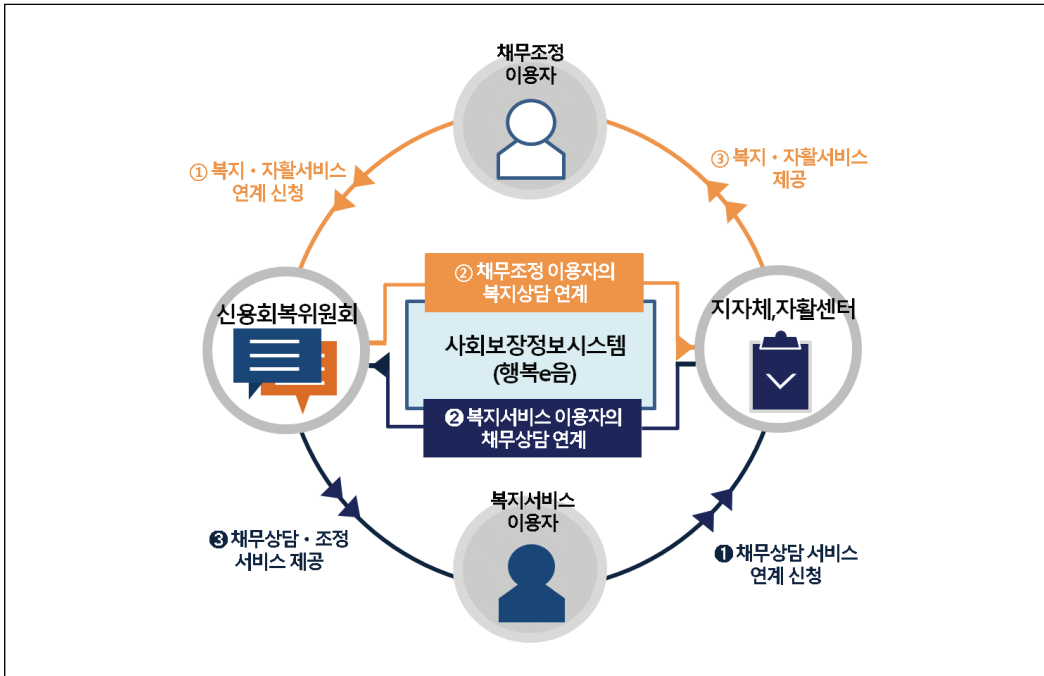 채무조정
이용자
① 복지・자활서비스
연계 신청
③ 복지・자활서비스
제공
② 채무조정 이용자의
복지상담 연계
신용회복위원회
지자체,자활센터
사회보장정보시스템
(행복e음)
❷ 복지서비스 이용자의
채무상담 연계
복지서비스
이용자
❸ 채무상담・조정
서비스 제공
❶ 채무상담 서비스
연계 신청